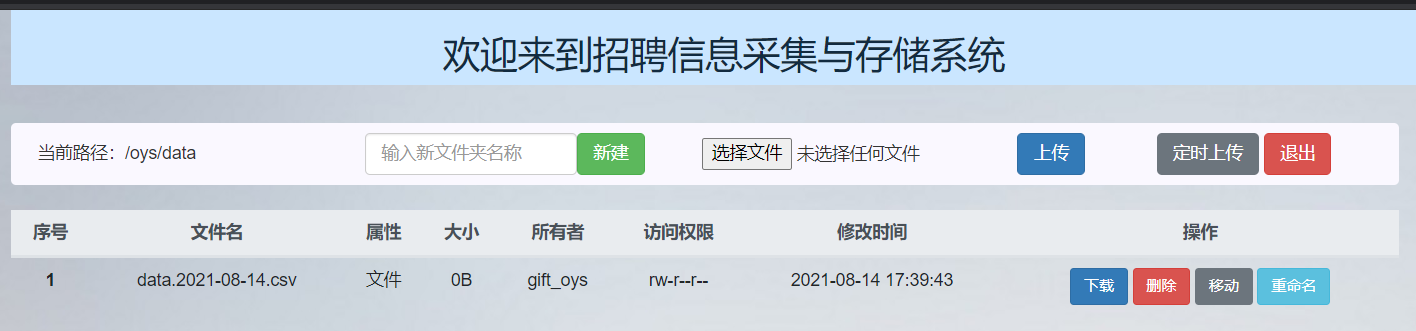 欢迎来到招聘信息采集与存储系统
当前路径：/oys/data 输入新文件夹名称 新建 选择文件 未选择任何文件 上传 定时上传 退出
序号 文件名 属性 大小 所有者 访问权限 修改时间 操作
1 data.2021-08-14.csv 文件 0B gift_oys rw-r--r-- 2021-08-14 17:39:43 下载 删除 移动 重命名